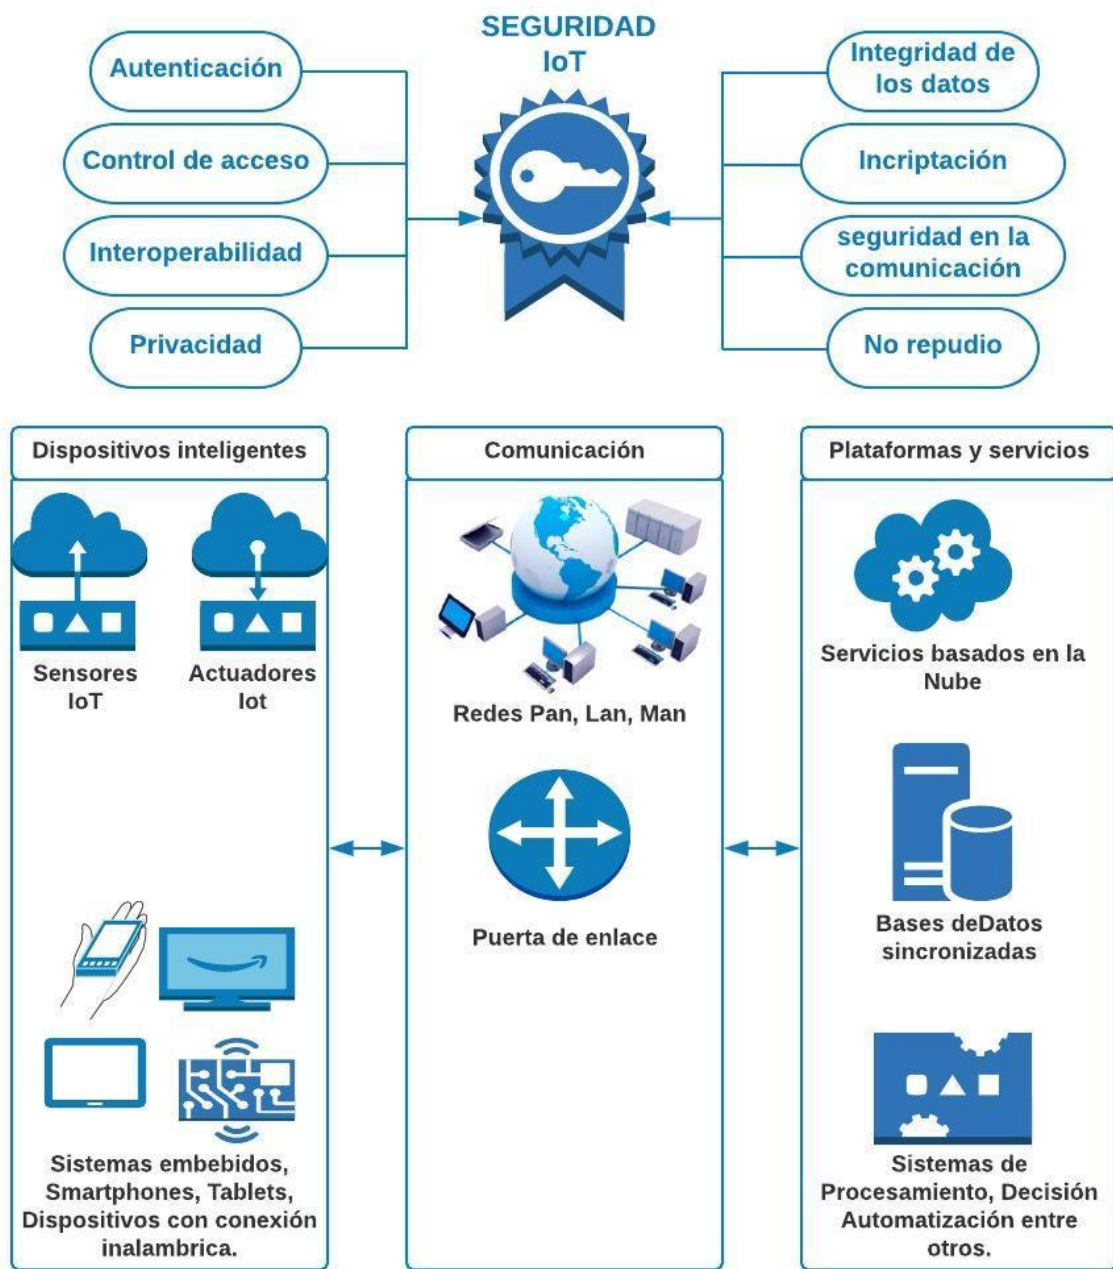 SEGURIDAD
IoT
Autenticación
Control de acceso
Interoperabilidad
Privacidad
Integridad de
los datos
Incriptación
seguridad en la
comunicación
No repudio
Dispositivos inteligentes
Sensores
IoT
Actuadores
Iot
Sistemas embebidos,
Smartphones, Tablets,
Dispositivos con conexión
inalambrica.
Comunicación
Redes Pan, Lan, Man
Puerta de enlace
Plataformas y servicios
Servicios basados en la
Nube
Bases deDatos
sincronizadas
Sistemas de
Procesamiento, Decisión
Automatización entre
otros.